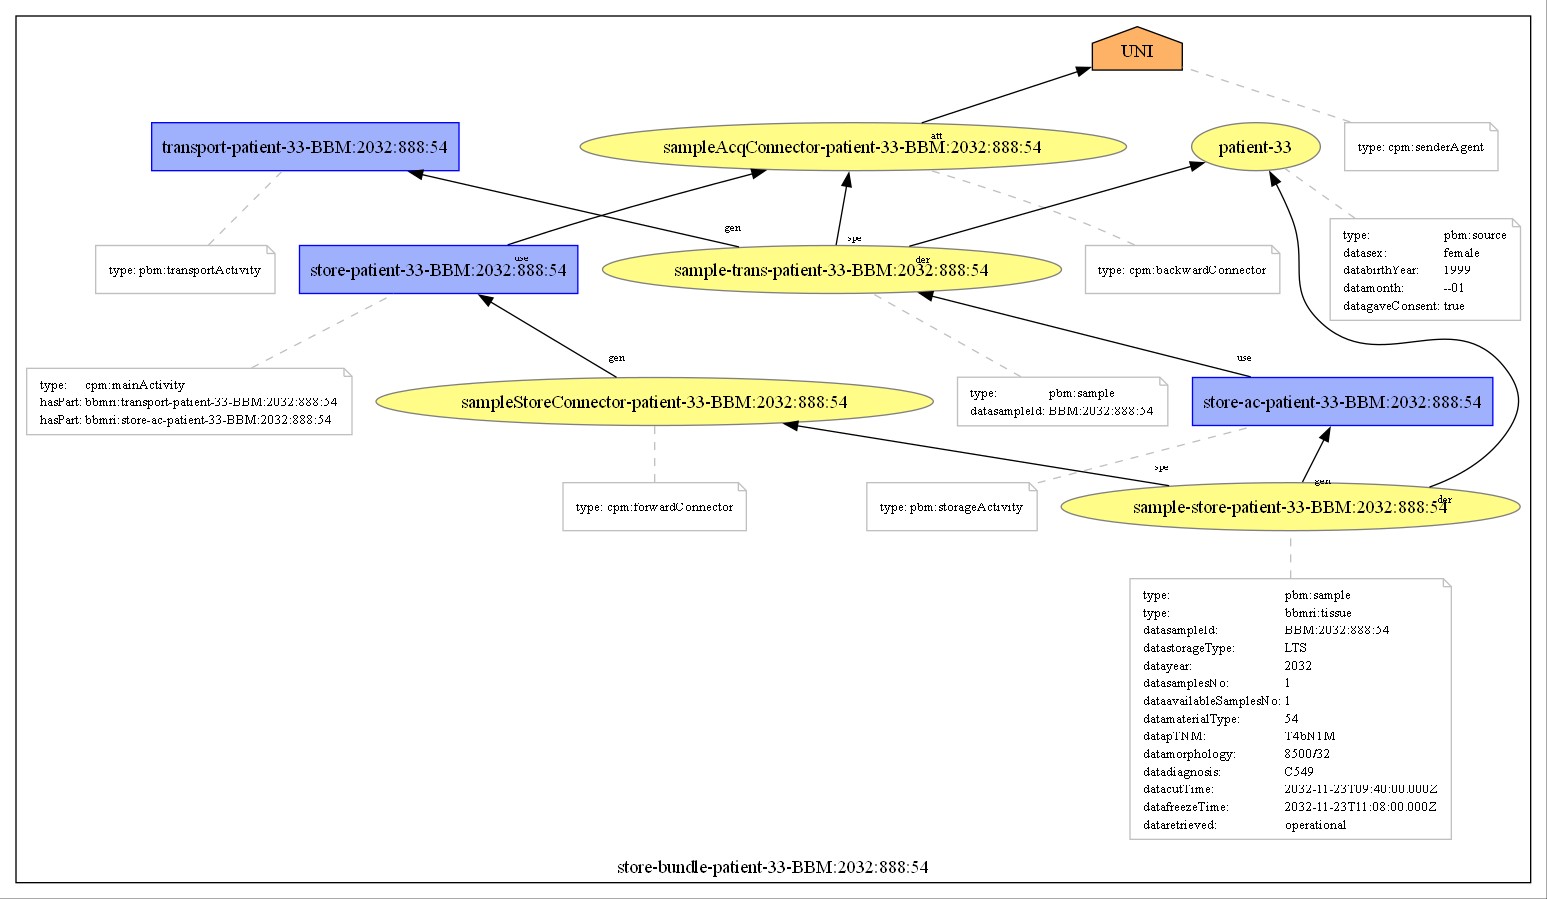 UNI
att
transport-patient-33-BBM:2032:888:54
sampleAcqConnector-patient-33-BBM:2032:888:54
patient-33
type: cpm:senderAgent
gen
spe
der
use
type: pbm:transportActivity
store-patient-33-BBM:2032:888:54
sample-trans-patient-33-BBM:2032:888:54
type: cpm:backwardConnector
type: pbm:source
datasex: female
databirthYear: 1999
datamonth: --01
datagaveConsent: true
gen
use
type: cpm:mainActivity
hasPart: bbmri:transport-patient-33-BBM:2032:888:54
hasPart: bbmri:store-ac-patient-33-BBM:2032:888:54
sampleStoreConnector-patient-33-BBM:2032:888:54
type: pbm:sample
datasampleId: BBM:2032:888:54
store-ac-patient-33-BBM:2032:888:54
spe
gen
der
type: cpm:forwardConnector
type: pbm:storageActivity
sample-store-patient-33-BBM:2032:888:54
type: pbm:sample
type: bbmri:tissue
datasampleId: BBM:2032:888:54
datastorageType: LTS
datayear: 2032
datasamplesNo: 1
dataavailableSamplesNo: 1
datamaterialType: 54
datapTNM: T4bN1M
datamorphology: 8500/32
datadiagnosis: C549
datacutTime: 2032-11-23T09:40:00.000Z
datafreezeTime: 2032-11-23T11:08:00.000Z
dataretrieved: operational
store-bundle-patient-33-BBM:2032:888:54